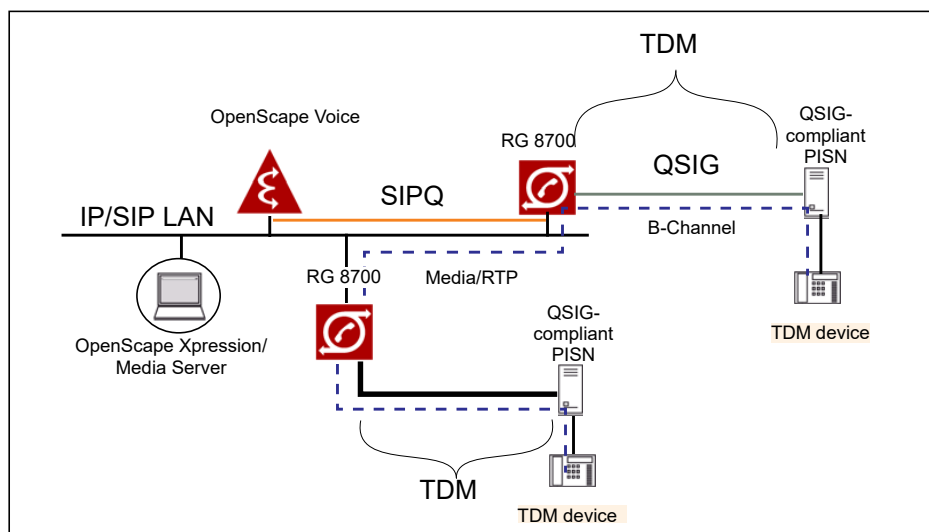 TDM
OpenScape Voice
QSIG-
compliant
PISN
RG 8700
QSIG
SIPQ
IP/SIP LAN
B-Channel
RG 8700
Media/RTP
QSIG-
compliant
PISN
TDM device
OpenScape Xpression/
Media Server
TDM
TDM device